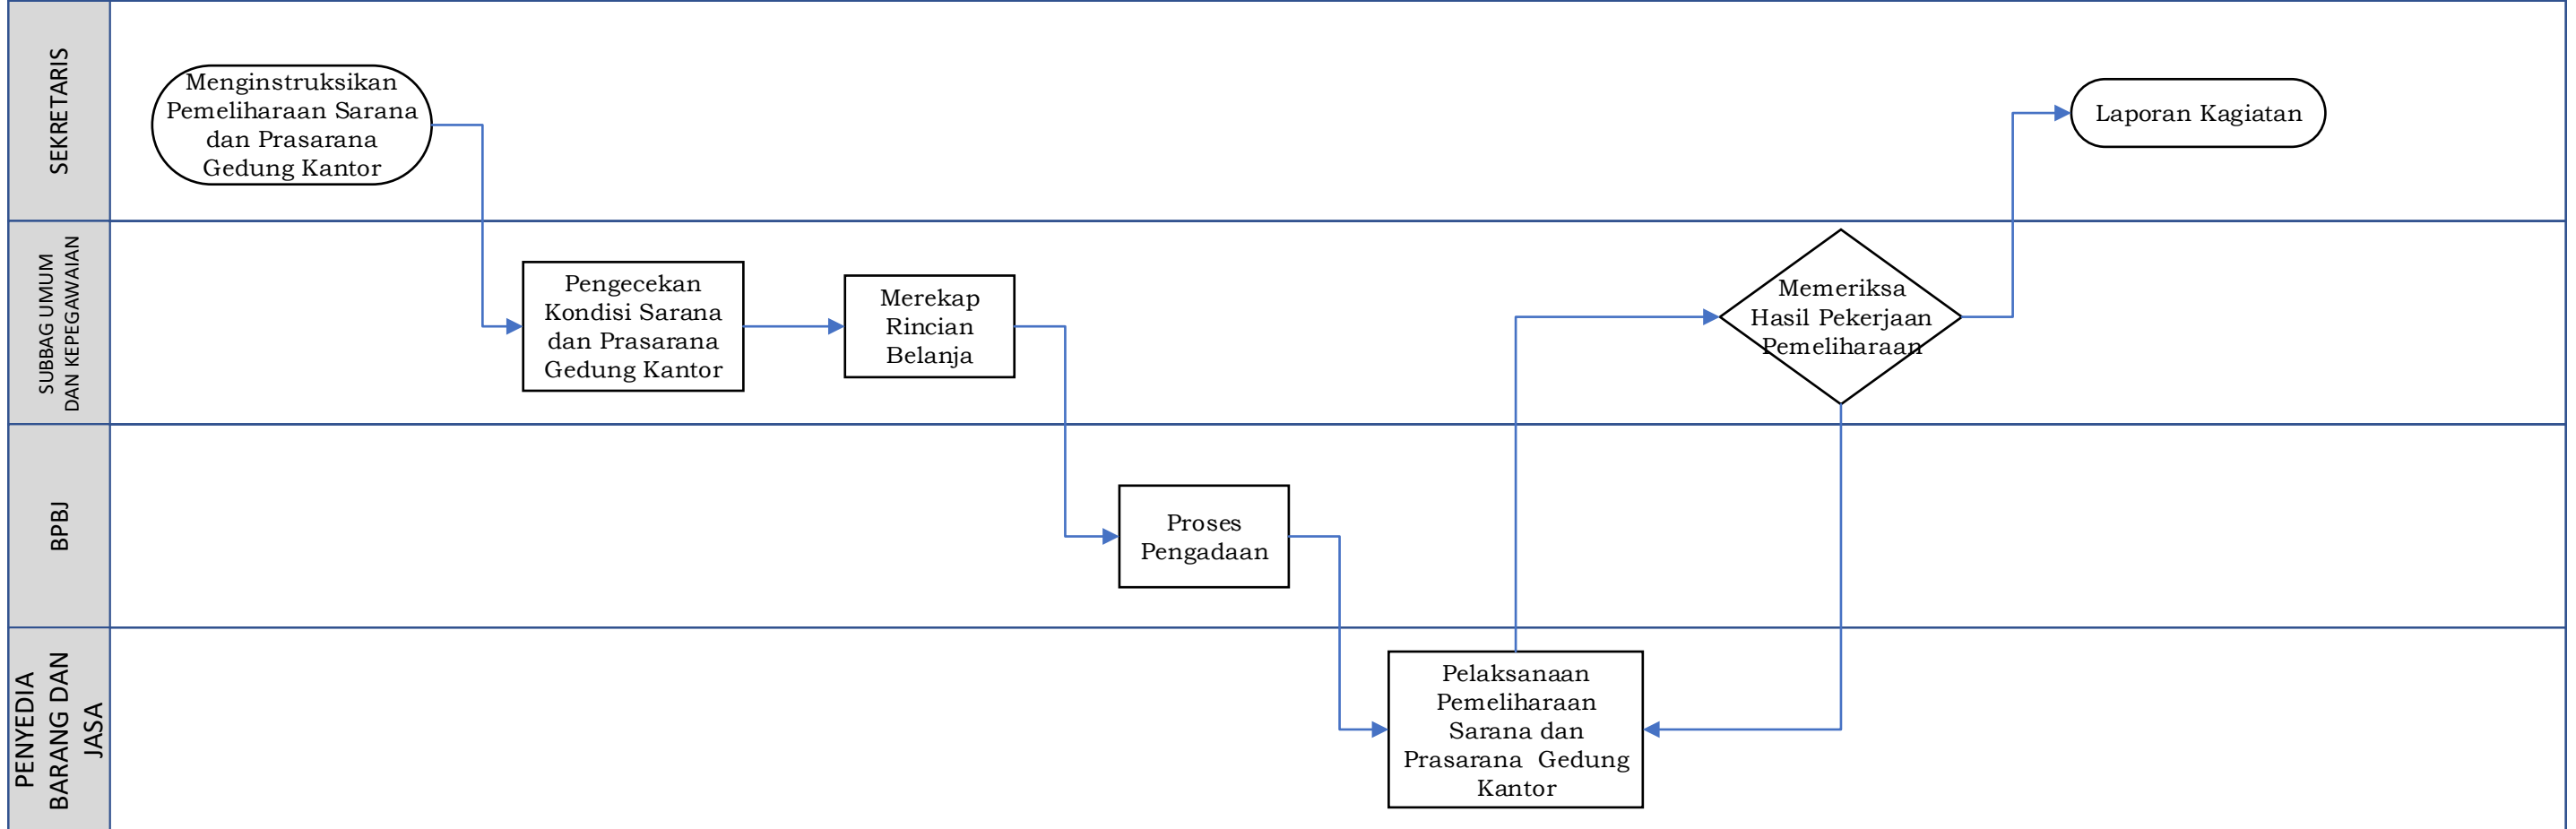 SEKRETARIS
Menginstruksikan
Pemeliharaan Sarana
dan Prasarana
Gedung Kantor
Laporan Kagiatan
SUBBAG UMUM
DAN KEPEGAWAIAN
Pengecekan
Kondisi Sarana
dan Prasarana
Gedung Kantor
Merekap
Rincian
Belanja
Memeriksa
Hasil Pekerjaan
Pemeliharaan
BPBJ
Proses
Pengadaan
PENYEDIA
BARANG DAN
JASA
Pelaksanaan
Pemeliharaan
Sarana dan
Prasarana  Gedung
Kantor